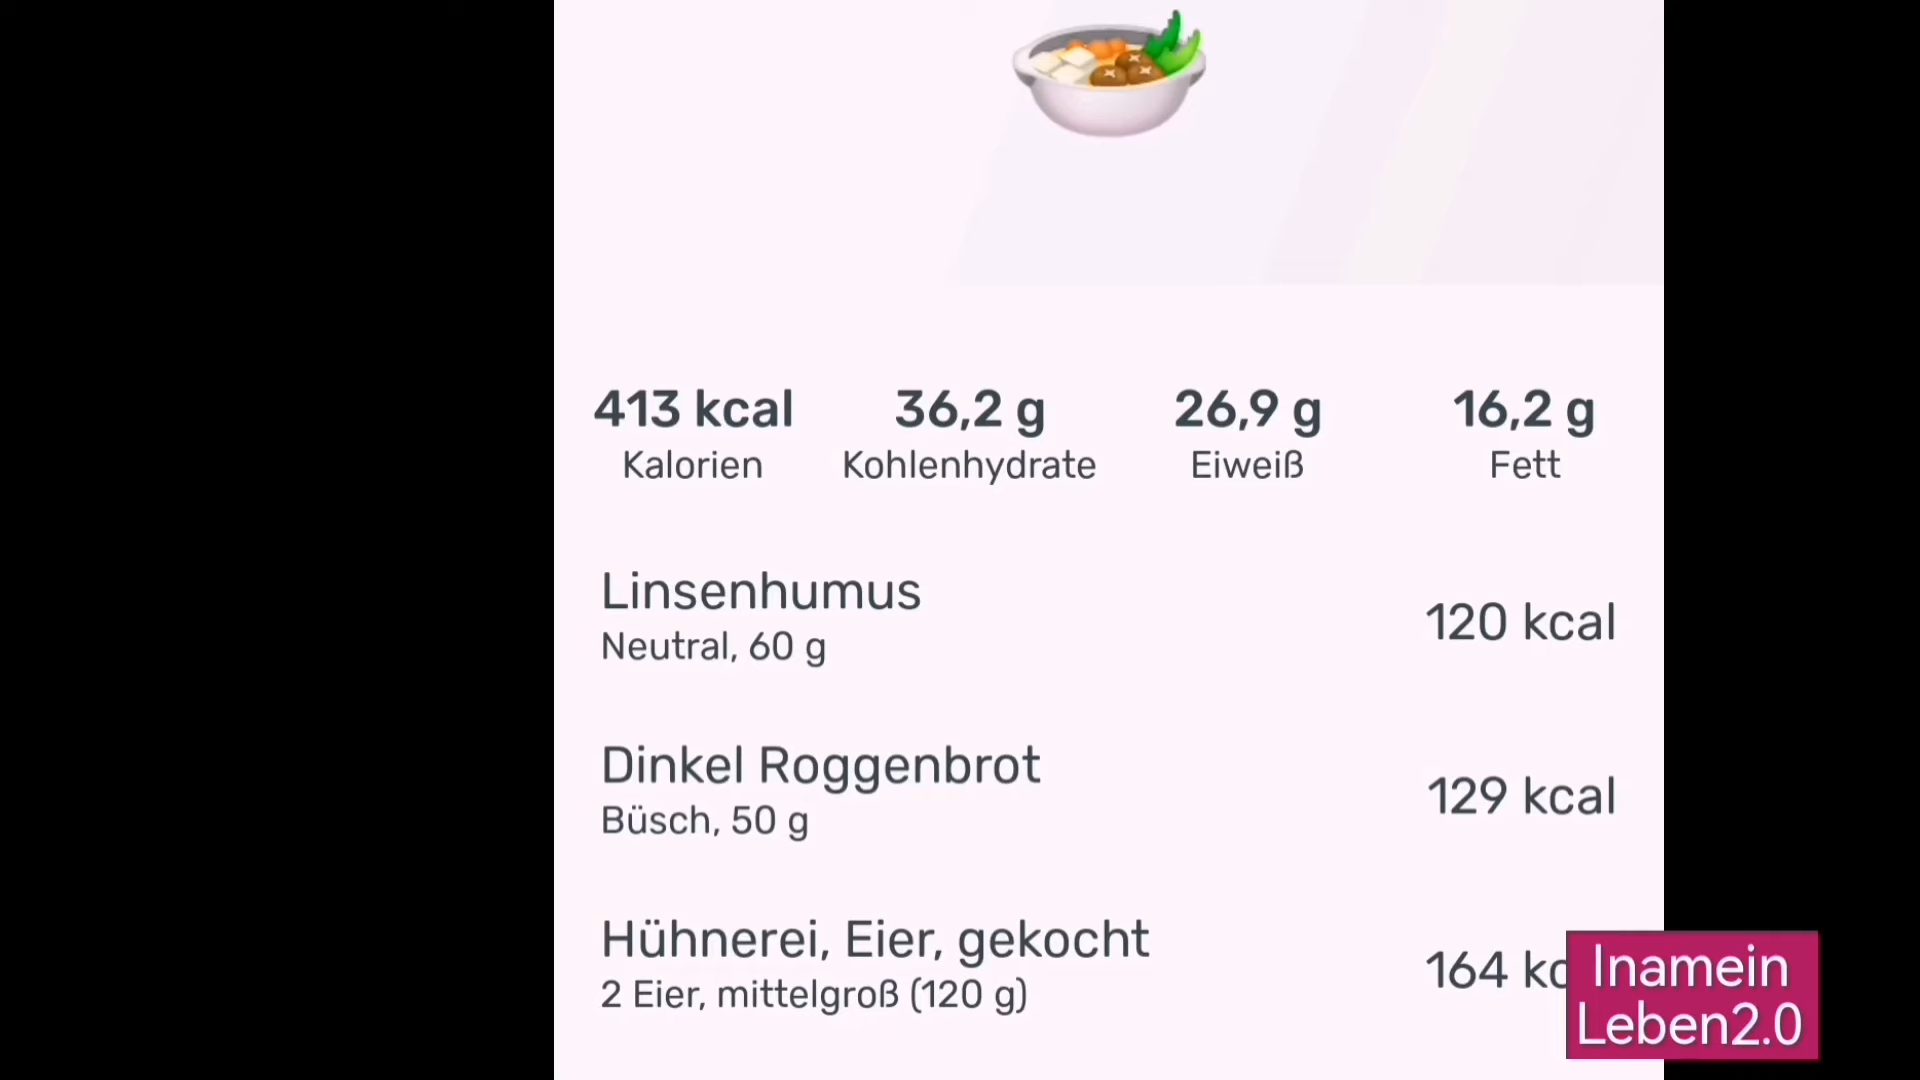 413 kcal 36,2 g 26,9 g 16,2 g
Kalorien Kohlenhydrate Eiweiß Fett
Linsenhumus
Neutral, 60 g
120 kcal
Dinkel Roggenbrot
Büsch, 50 g
129 kcal
Hühnerei, Eier, gekocht
2 Eier, mittelgroß (120 g)
164
Inamein
Leben2.0